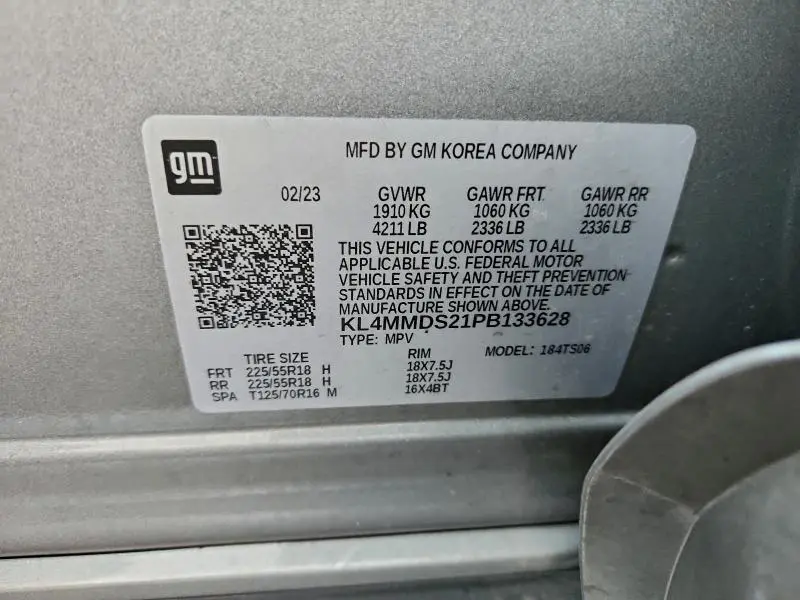 gm
MFD BY GM KOREA COMPANY
02/23 GVWR GAWR FRT GAWR RR
1910 KG 1060 KG 1060 KG
4211 LB 2336 LB 2336 LB
THIS VEHICLE CONFORMS TO ALL
APPLICABLE U.S. FEDERAL MOTOR
VEHICLE SAFETY AND THEFT PREVENTION
STANDARDS IN EFFECT ON THE DATE OF
MANUFACTURE SHOWN ABOVE.
KL4MMDS21PB133628
TYPE: MPV
MODEL: 184TS06
TIRE SIZE RIM
FRT 225/55R18 H 18X7.5J
RR 225/55R18 H 18X7.5J
SPA T125/70R16 M 16X4BT